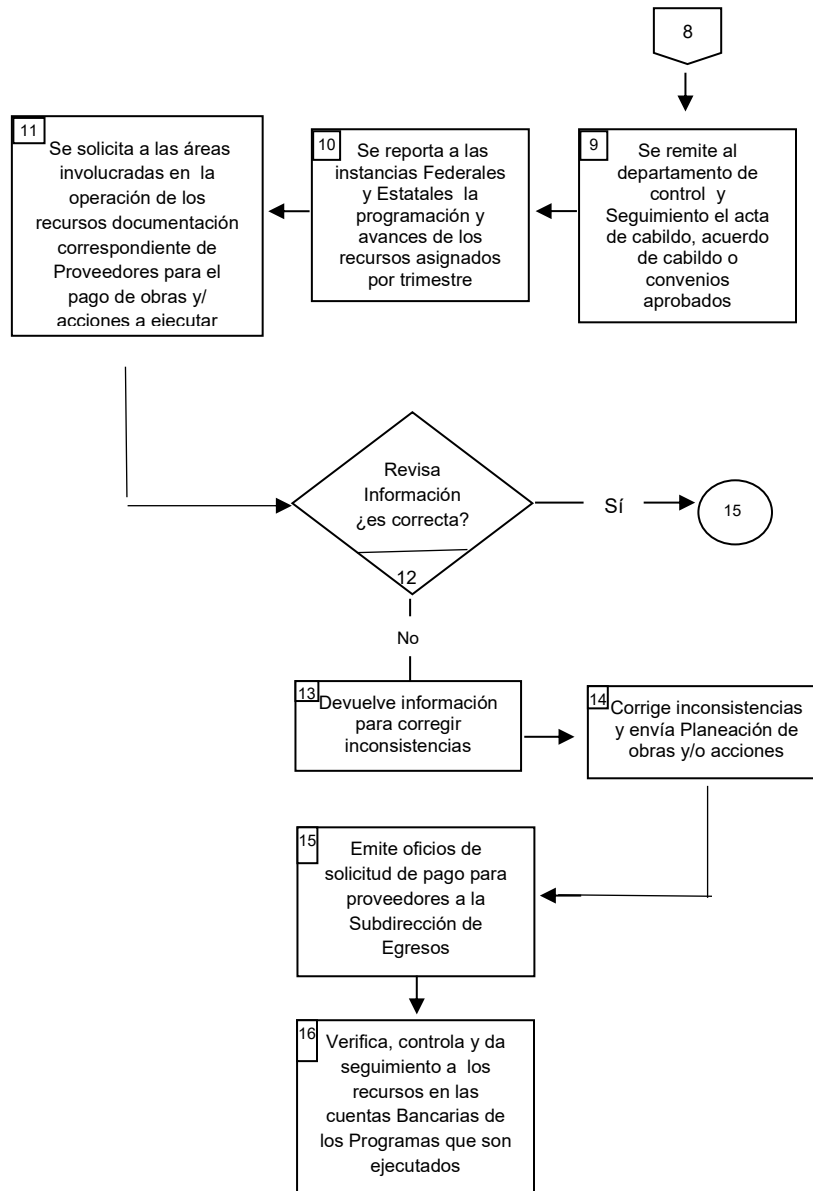 8
9
Se remite al
departamento de
control y
Seguimiento el acta
de cabildo, acuerdo
de cabildo o
convenios
aprobados
10
Se reporta a las
instancias Federales
y Estatales la
programación y
avances de los
recursos asignados
por trimestre
11
Se solicita a las áreas
involucradas en la
operación de los
recursos documentación
correspondiente de
Proveedores para el
pago de obras y/
acciones a ejecutar
Revisa
Información
¿es correcta?
12
Sí
15
No
13
Devuelve información
para corregir
inconsistencias
14
Corrige inconsistencias
y envía Planeación de
obras y/o acciones
15
Emite oficios de
solicitud de pago para
proveedores a la
Subdirección de
Egresos
16
Verifica, controla y da
seguimiento a los
recursos en las
cuentas Bancarias de
los Programas que son
ejecutados